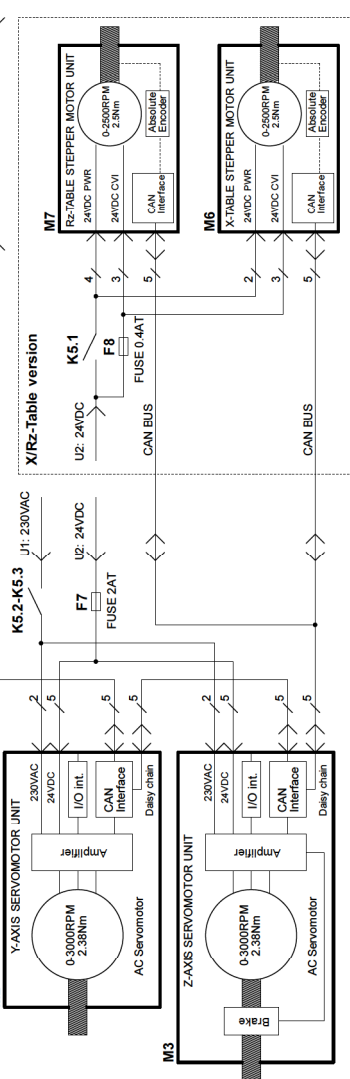 X/Rz-Table version
M7
Rz-TABLE STEPPER MOTOR UNIT
0-2500RPM
2.5Nm
24VDC PWR
24VDC CVI
Absolute
Encoder
CAN
Interface
4
3
5
K5.1
F8
FUSE 0.4AT
U2: 24VDC
CAN BUS
M6
X-TABLE STEPPER MOTOR UNIT
0-2500RPM
2.5Nm
24VDC PWR
24VDC CVI
Absolute
Encoder
CAN
Interface
2
3
5
CAN BUS
U1: 230VAC
K5.2-K5.3
U2: 24VDC
F7
FUSE 2AT
2
5
5
5
2
5
5
5
Y-AXIS SERVOMOTOR UNIT
230VAC
24VDC
I/O int.
CAN
Interface
Daisy chain
Amplifier
0-3000RPM
2.38Nm
AC Servomotor
M3
Z-AXIS SERVOMOTOR UNIT
230VAC
24VDC
I/O int.
CAN
Interface
Daisy chain
Amplifier
0-3000RPM
2.38Nm
AC Servomotor
Brake